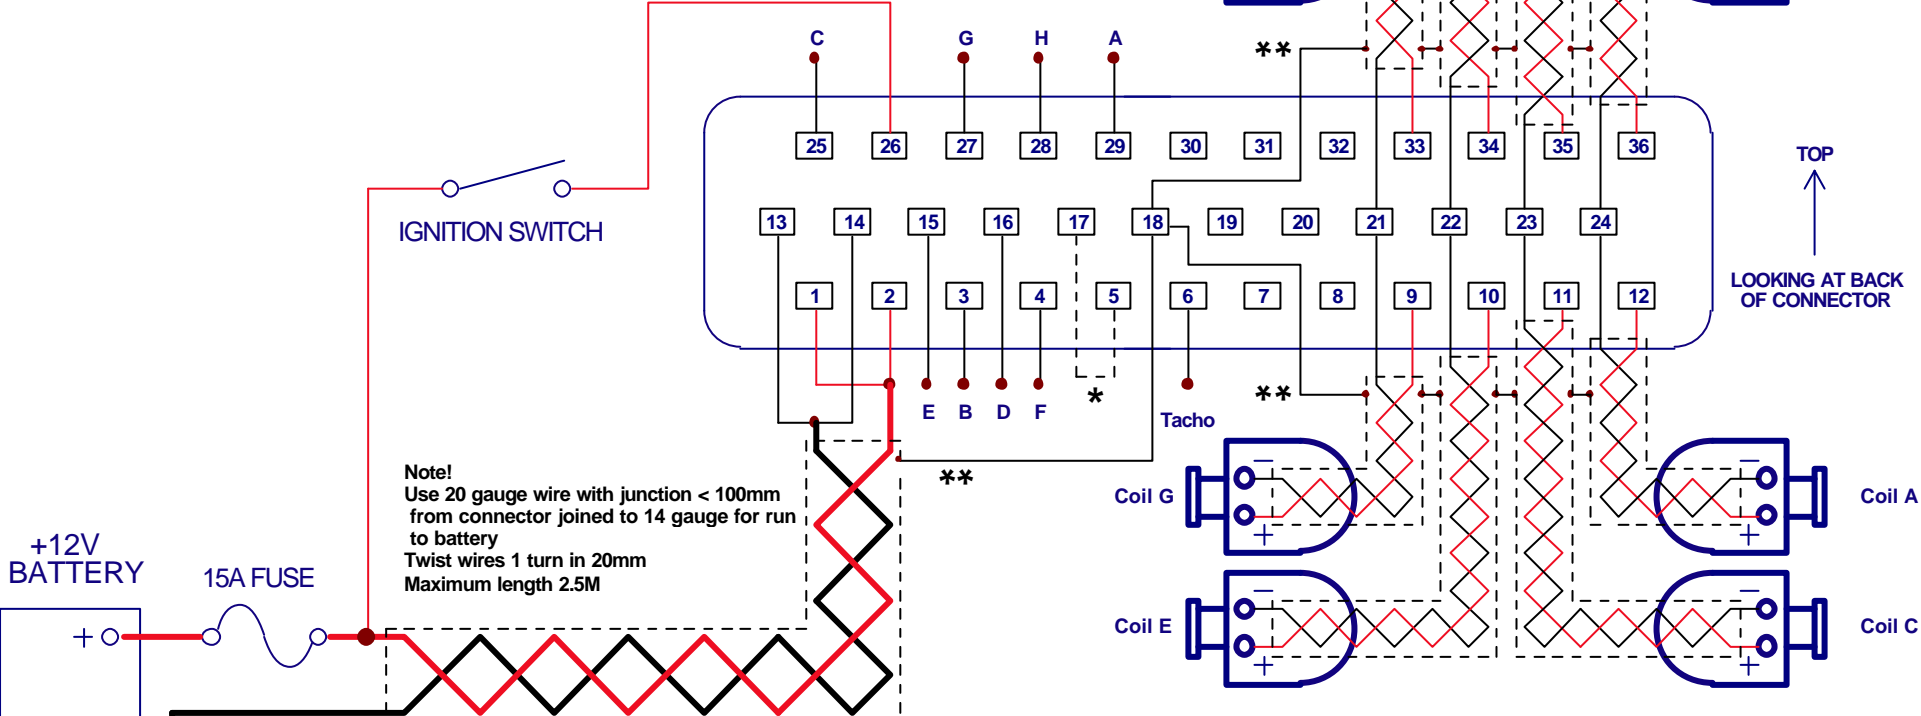 C G H A
**
25 26 27 28 29 30 31 32 33 34 35 36
TOP
IGNITION SWITCH
13 14 15 16 17 18 19 20 21 22 23 24
LOOKING AT BACK
OF CONNECTOR
1 2 3 4 5 6 7 8 9 10 11 12
E B D F
*
Tacho
**
**
Note!
Use 20 gauge wire with junction < 100mm
from connector joined to 14 gauge for run
to battery
Twist wires 1 turn in 20mm
Maximum length 2.5M
Coil G
−
+
Coil A
−
+
+12V
BATTERY
15A FUSE
+
Coil E
−
+
Coil C
−
+